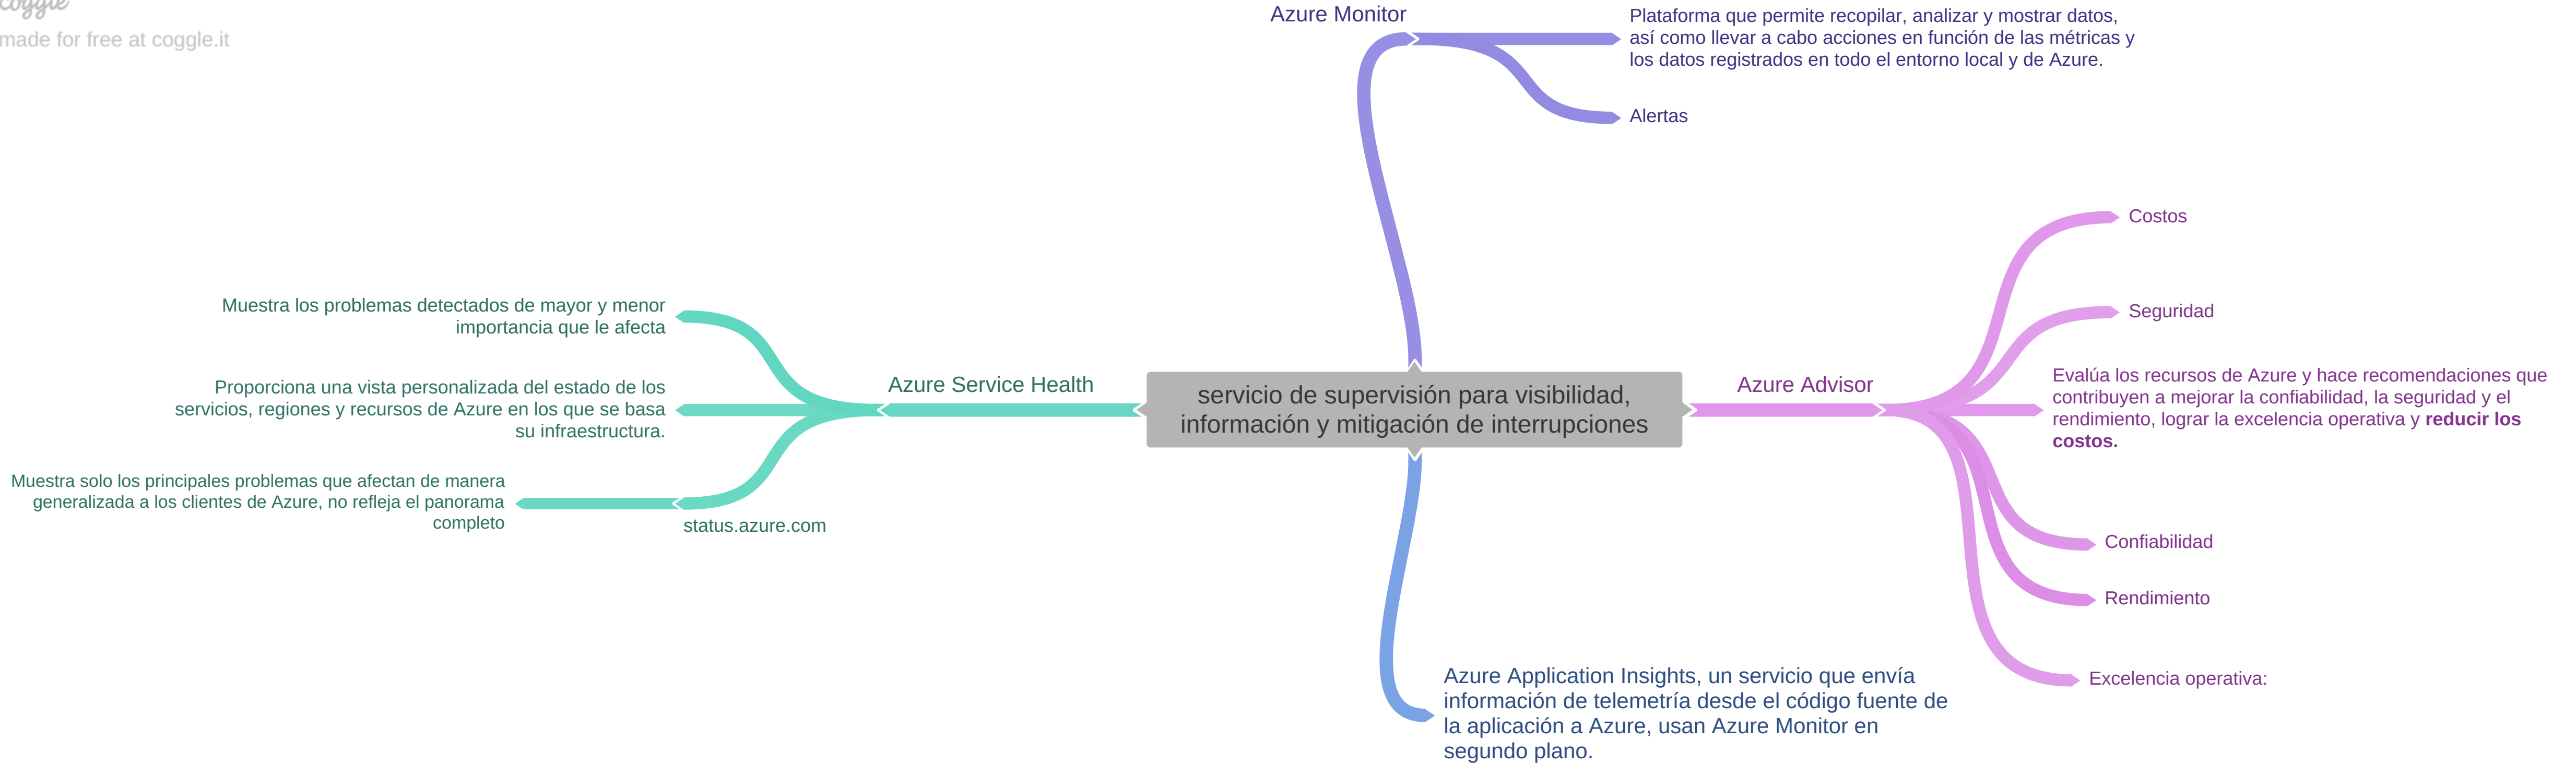 coggle
made for free at coggle.it
Azure Monitor
Plataforma que permite recopilar, analizar y mostrar datos,
así como llevar a cabo acciones en función de las métricas y
los datos registrados en todo el entorno local y de Azure.
Alertas
Costos
Seguridad
Azure Advisor
Evalúa los recursos de Azure y hace recomendaciones que
contribuyen a mejorar la confiabilidad, la seguridad y el
rendimiento, lograr la excelencia operativa y reducir los
costos.
Confiabilidad
Rendimiento
Excelencia operativa:
servicio de supervisión para visibilidad,
información y mitigación de interrupciones
Azure Service Health
Muestra los problemas detectados de mayor y menor
importancia que le afecta
Proporciona una vista personalizada del estado de los
servicios, regiones y recursos de Azure en los que se basa
su infraestructura.
Muestra solo los principales problemas que afectan de manera
generalizada a los clientes de Azure, no refleja el panorama
completo
status.azure.com
Azure Application Insights, un servicio que envía
información de telemetría desde el código fuente de
la aplicación a Azure, usan Azure Monitor en
segundo plano.